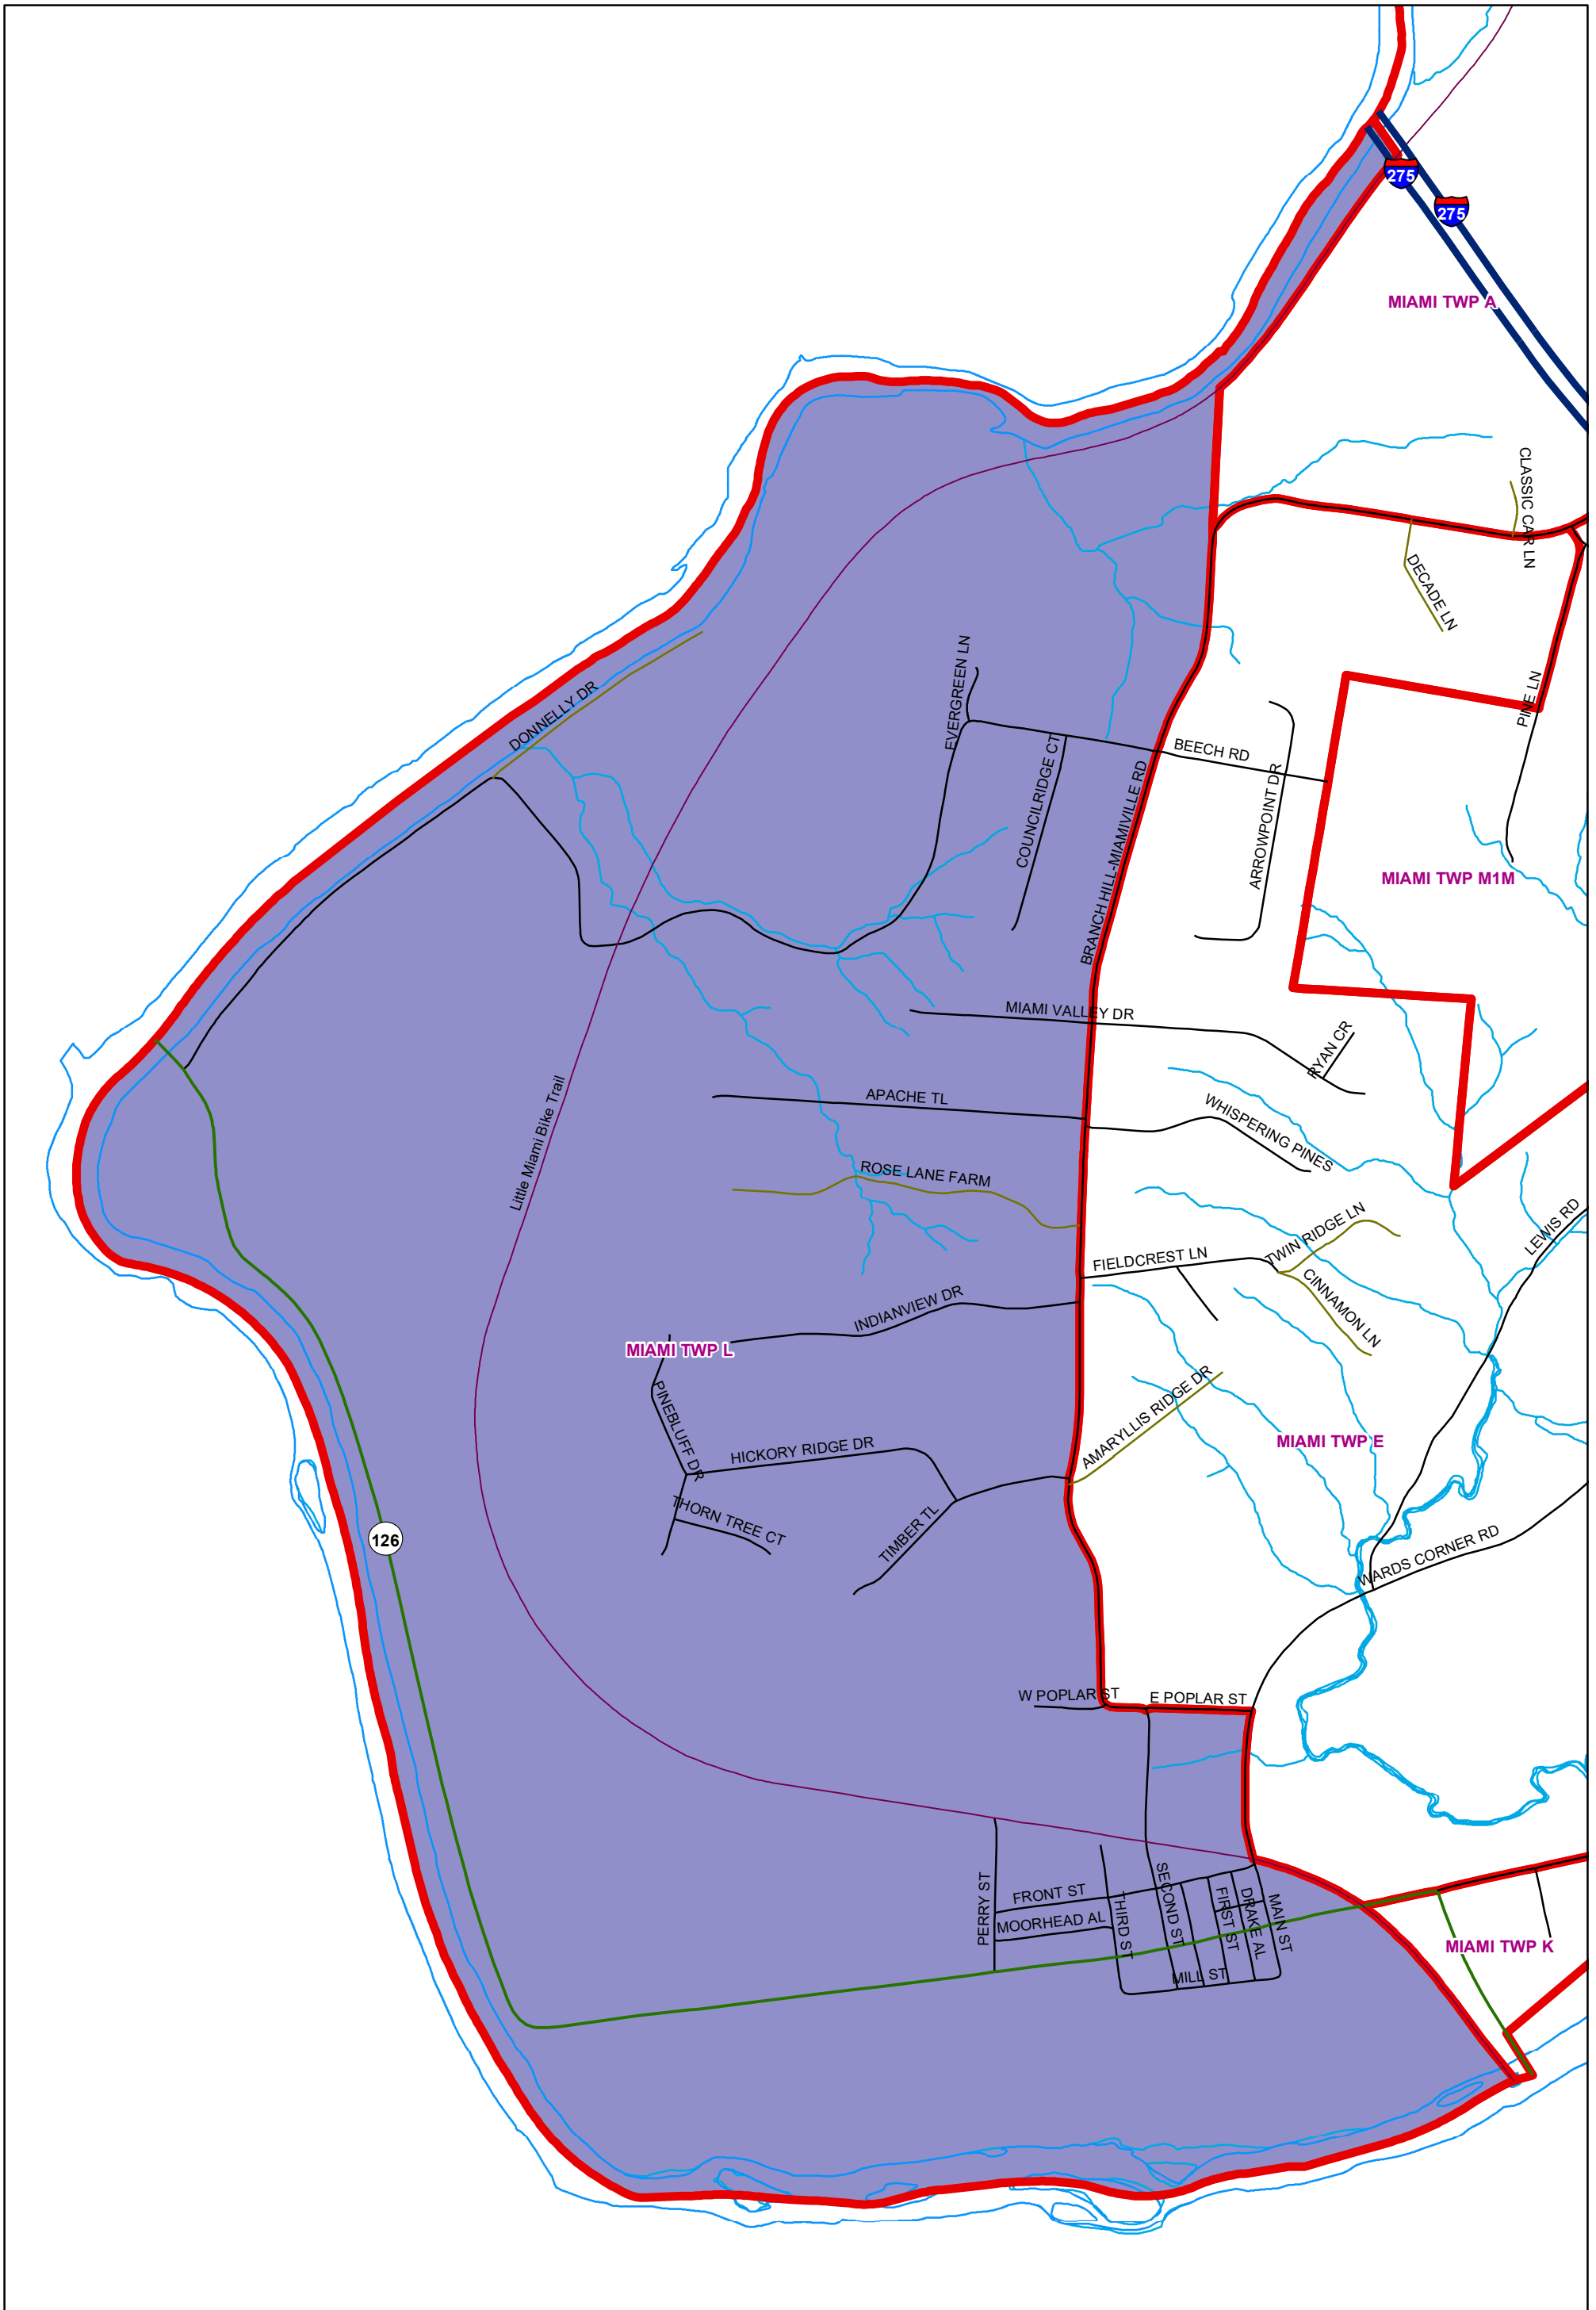 275
275
MIAMI TWP A
CLASSIC CAR LN
DECADE LN
PINE LN
EVERGREEN LN
DONNELLY DR
BEECH RD
COUNCILRIDGE CT
BRANCH HILL-MIAMIVILLE RD
ARROWPOINT DR
MIAMI TWP M1M
MIAMI VALLEY DR
RYAN CR
Little Miami Bike Trail
APACHE TL
WHISPERING PINES
ROSE LANE FARM
TWIN RIDGE LN
LEWIS RD
FIELDCREST LN
CINNAMON LN
INDIANVIEW DR
MIAMI TWP L
PINEBLUFF DR
AMARYLLIS RIDGE DR
MIAMI TWP E
HICKORY RIDGE DR
THORN TREE CT
TIMBER TL
126
WARDS CORNER RD
W POPLAR ST
E POPLAR ST
PERRY ST
FRONT ST
MOORHEAD AL
THIRD ST
SECOND ST
FIRST ST
DRAKE AL
MAIN ST
MILL ST
MIAMI TWP K